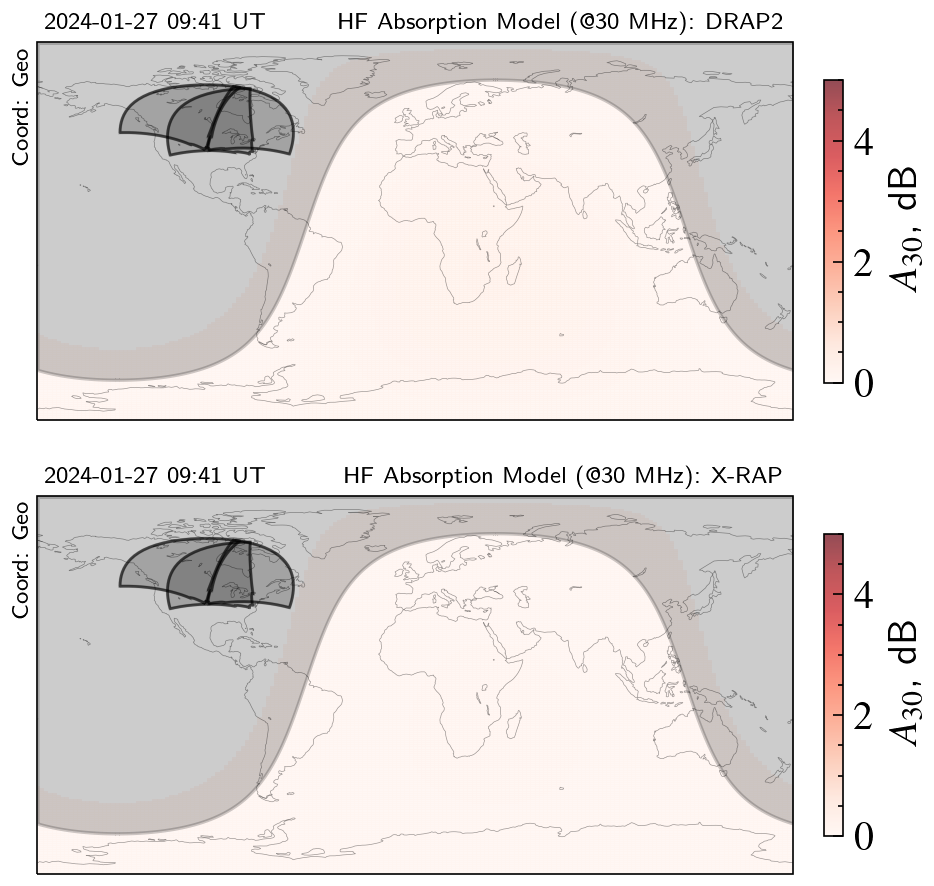 2024-01-27 09:41 UT HF Absorption Model (@30 MHz): DRAP2
Coord: Geo
4
2
0
A30, dB
2024-01-27 09:41 UT HF Absorption Model (@30 MHz): X-RAP
Coord: Geo
4
2
0
A30, dB